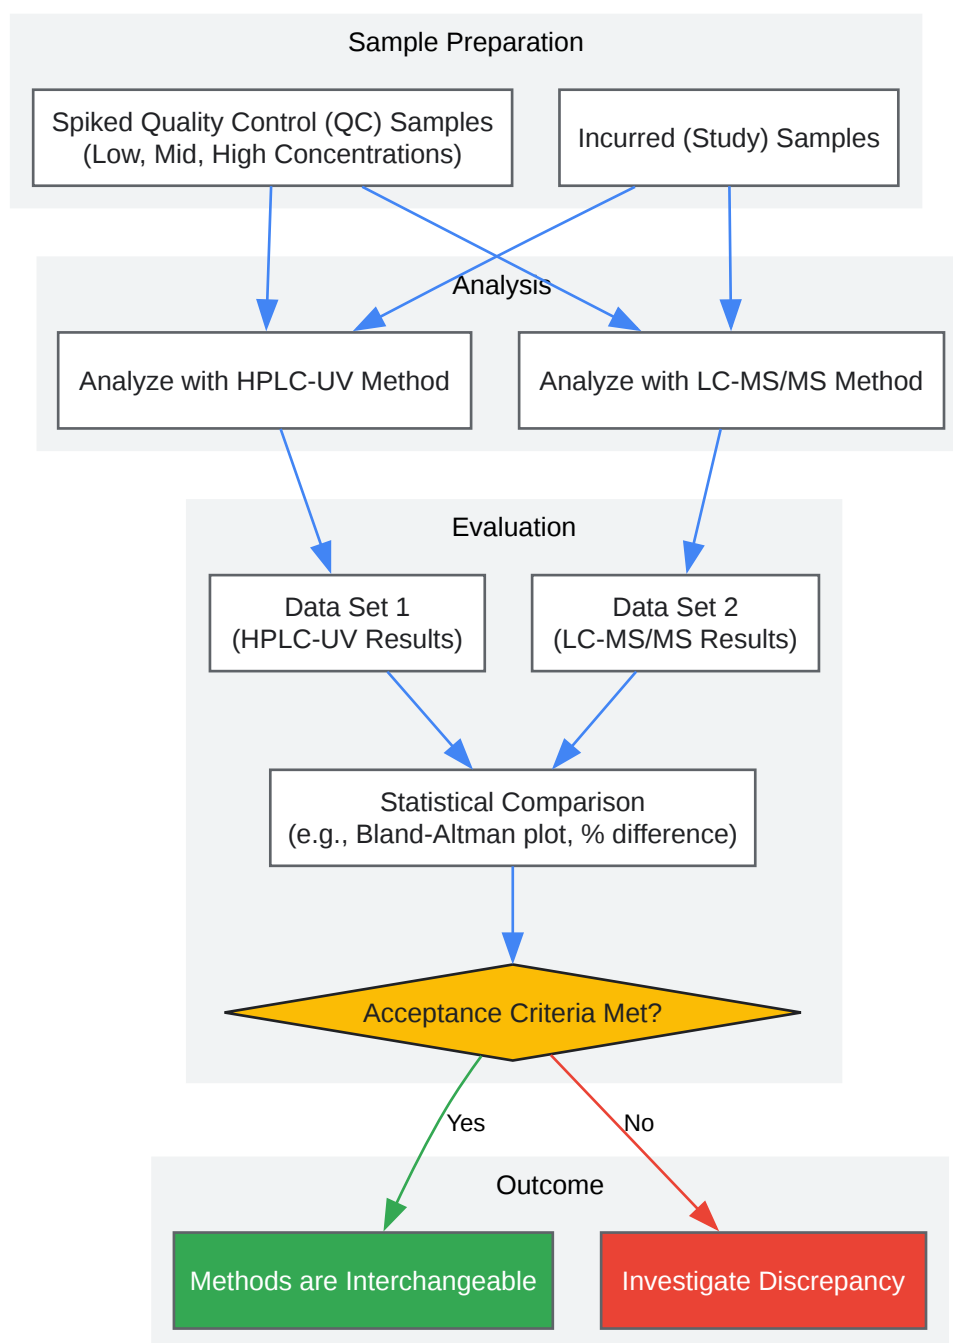 Sample Preparation
Spiked Quality Control (QC) Samples
(Low, Mid, High Concentrations)
Incurred (Study) Samples
Analysis
Analyze with HPLC-UV Method
Analyze with LC-MS/MS Method
Evaluation
Data Set 1
(HPLC-UV Results)
Data Set 2
(LC-MS/MS Results)
Statistical Comparison
(e.g., Bland-Altman plot, % difference)
Acceptance Criteria Met?
Yes
No
Outcome
Methods are Interchangeable
Investigate Discrepancy